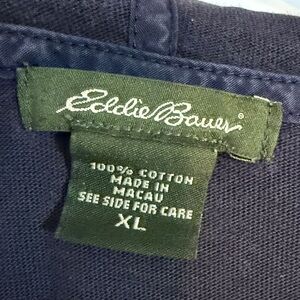 Eddie Bauer®
100% COTTON
MADE IN
MACAU
SEE SIDE FOR CARE
XL